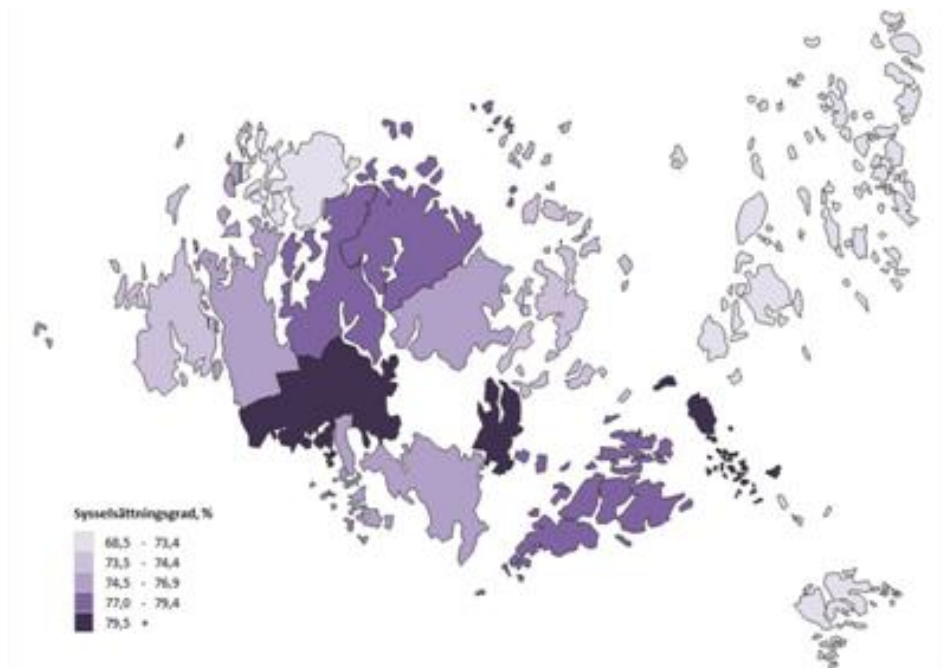 Sysselsättningsgrad, %
68,5 - 73,4
73,5 - 74,4
74,5 - 76,9
77,0 - 79,4
79,5 +